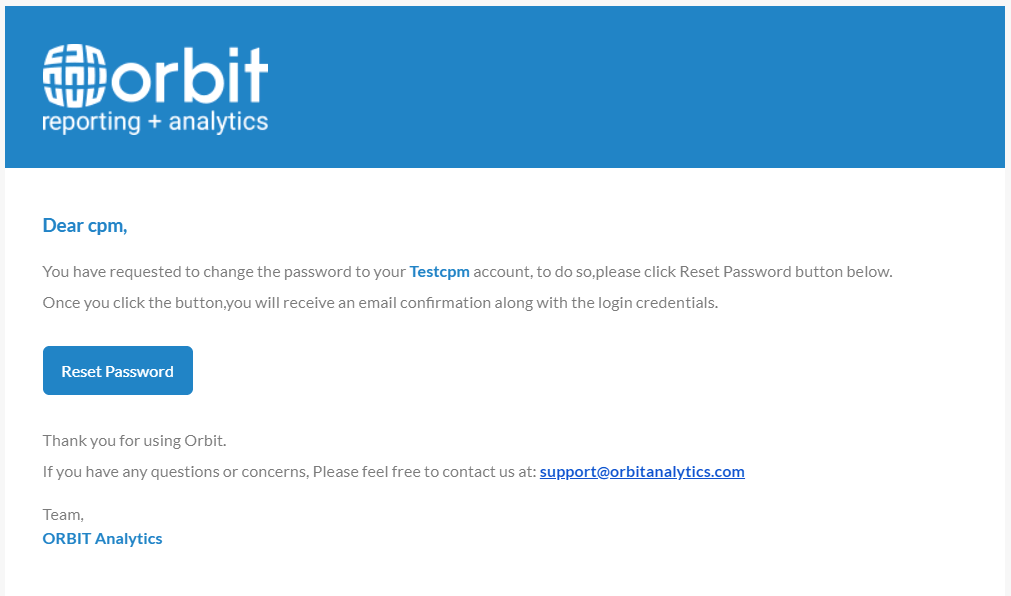 orbit
reporting + analytics
Dear cpm,
You have requested to change the password to your Testcpm account, to do so,please click Reset Password button below.
Once you click the button,you will receive an email confirmation along with the login credentials.
Reset Password
Thank you for using Orbit.
If you have any questions or concerns, Please feel free to contact us at: support@orbitanalytics.com
Team,
ORBIT Analytics